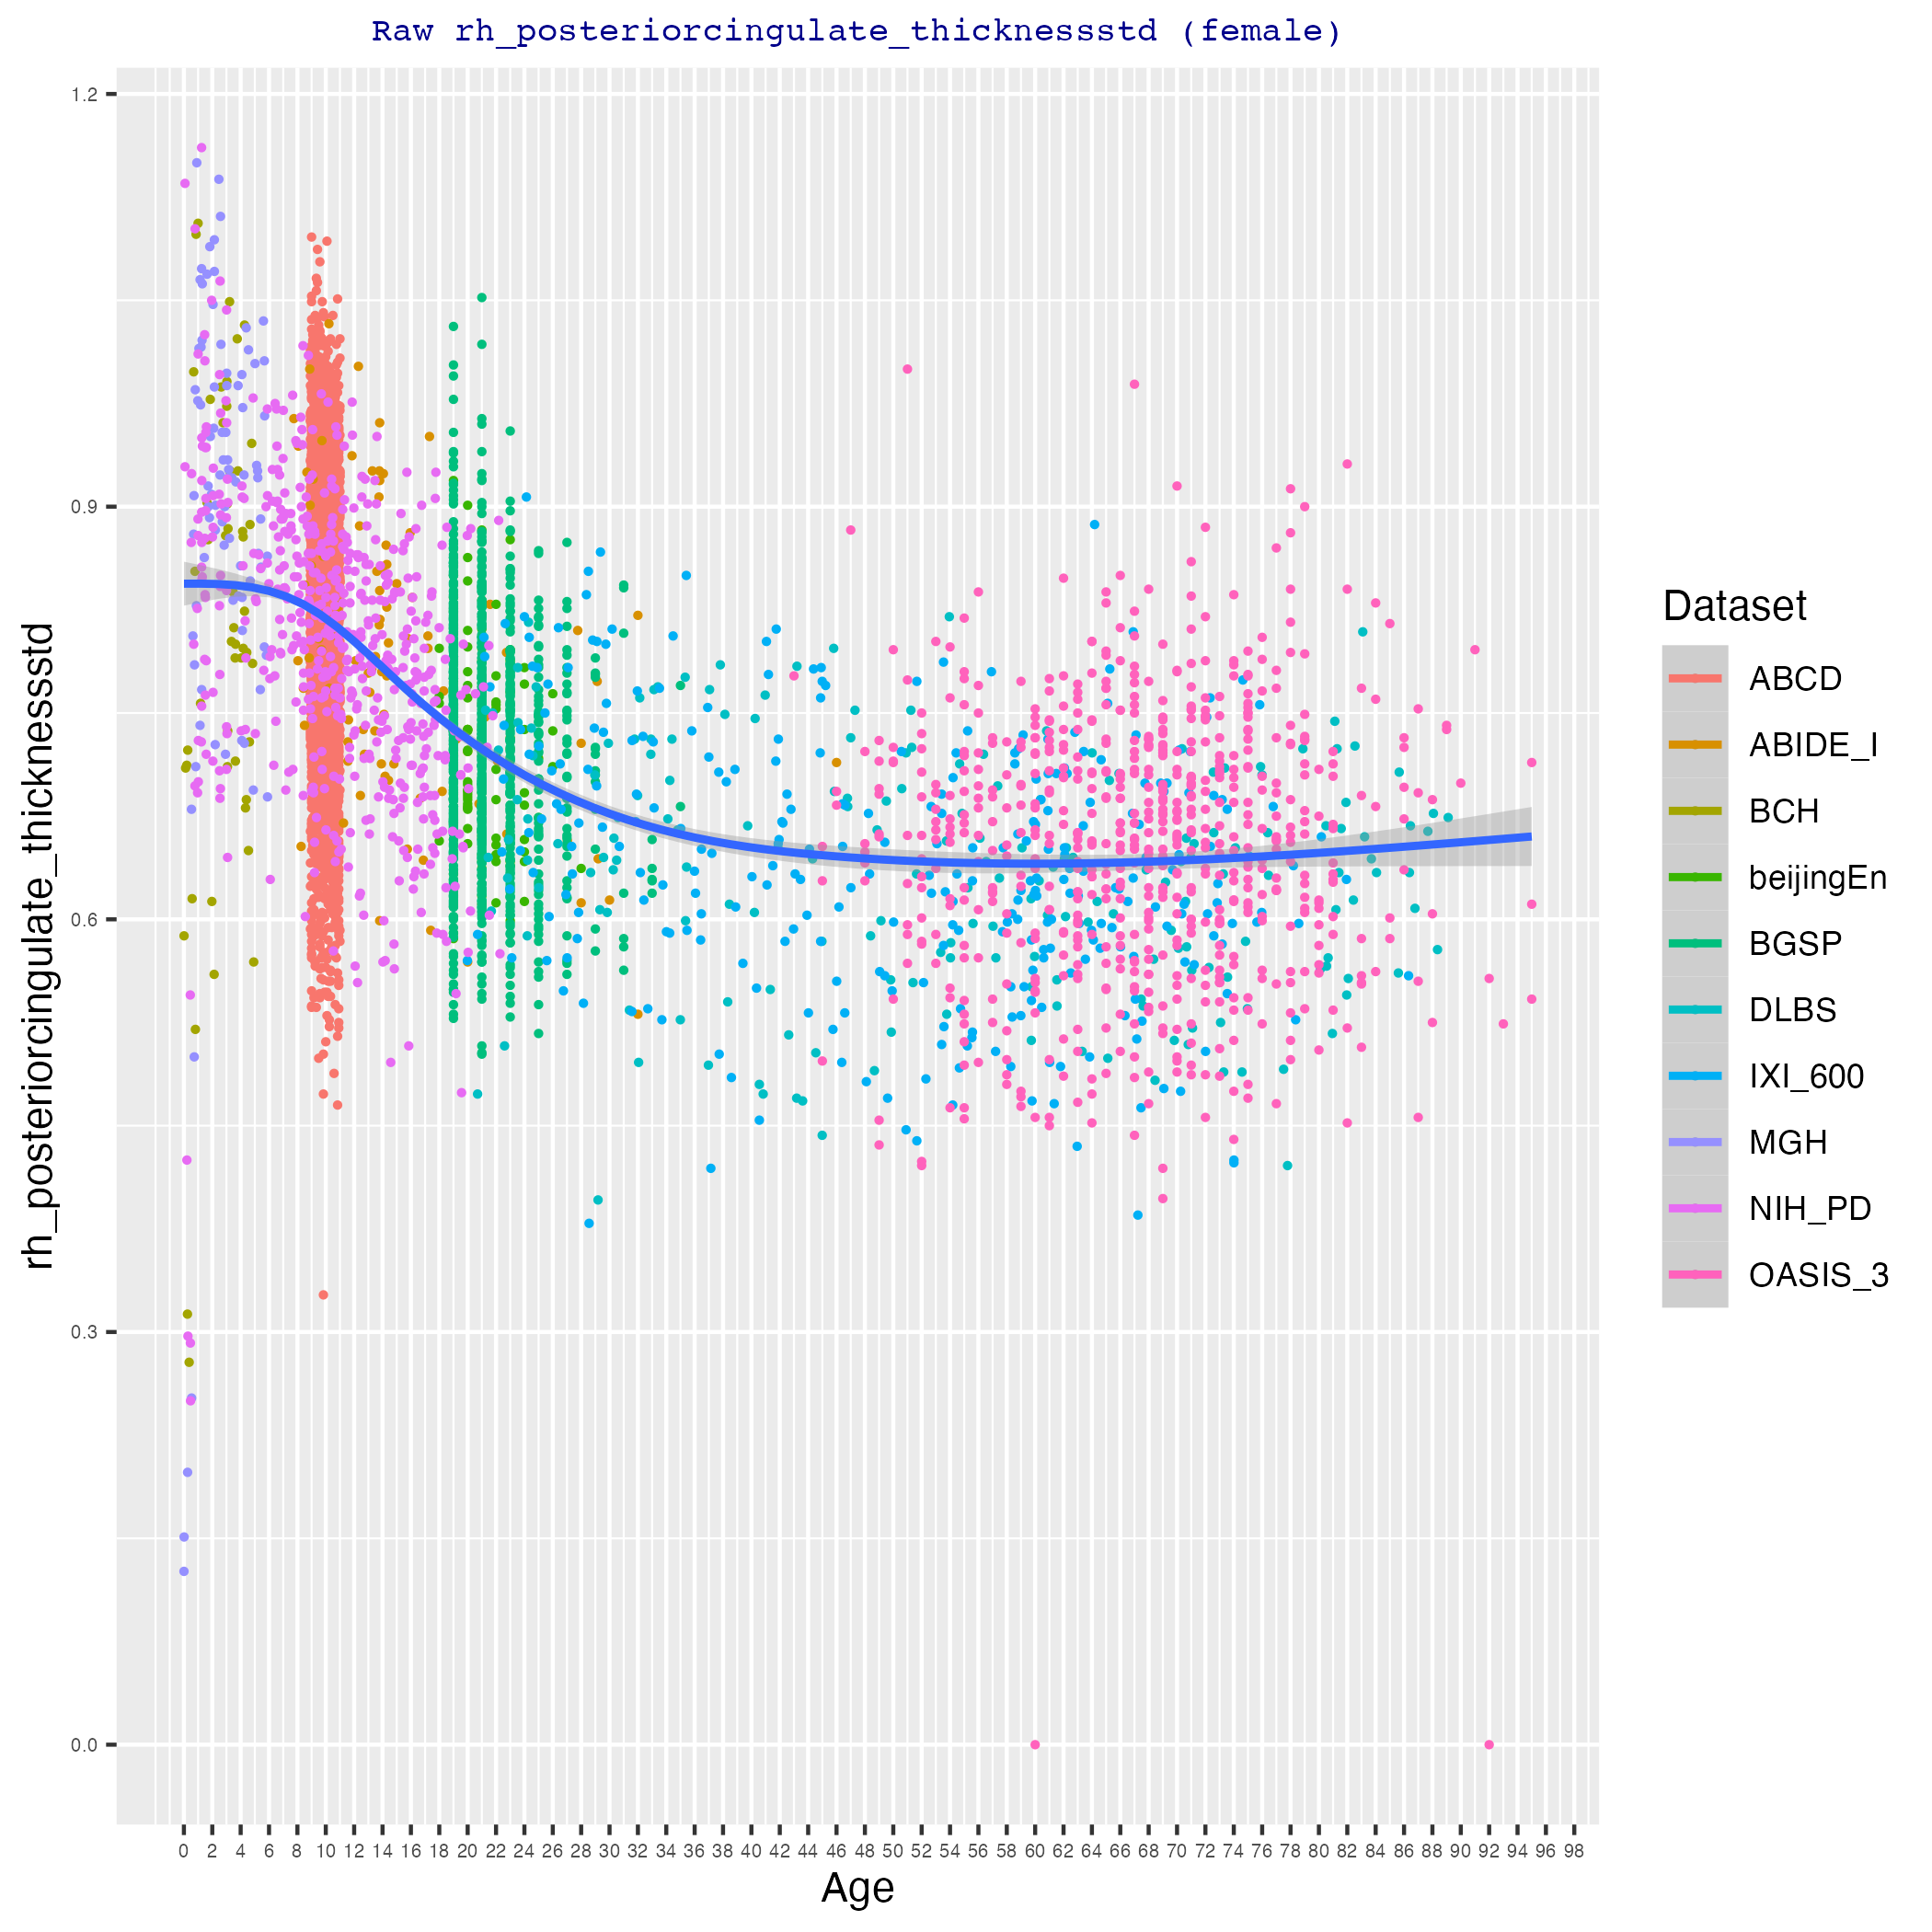 Raw rh_posteriorcingulate_thicknessstd (female)
rh_posteriorcingulate_thicknessstd
1.2
0.9
0.6
0.3
0.0
0 2 4 6 8 10 12 14 16 18 20 22 24 26 28 30 32 34 36 38 40 42 44 46 48 50 52 54 56 58 60 62 64 66 68 70 72 74 76 78 80 82 84 86 88 90 92 94 96 98
Age
Dataset
ABCD
ABIDE_I
BCH
beijingEn
BGSP
DLBS
IXI_600
MGH
NIH_PD
OASIS_3